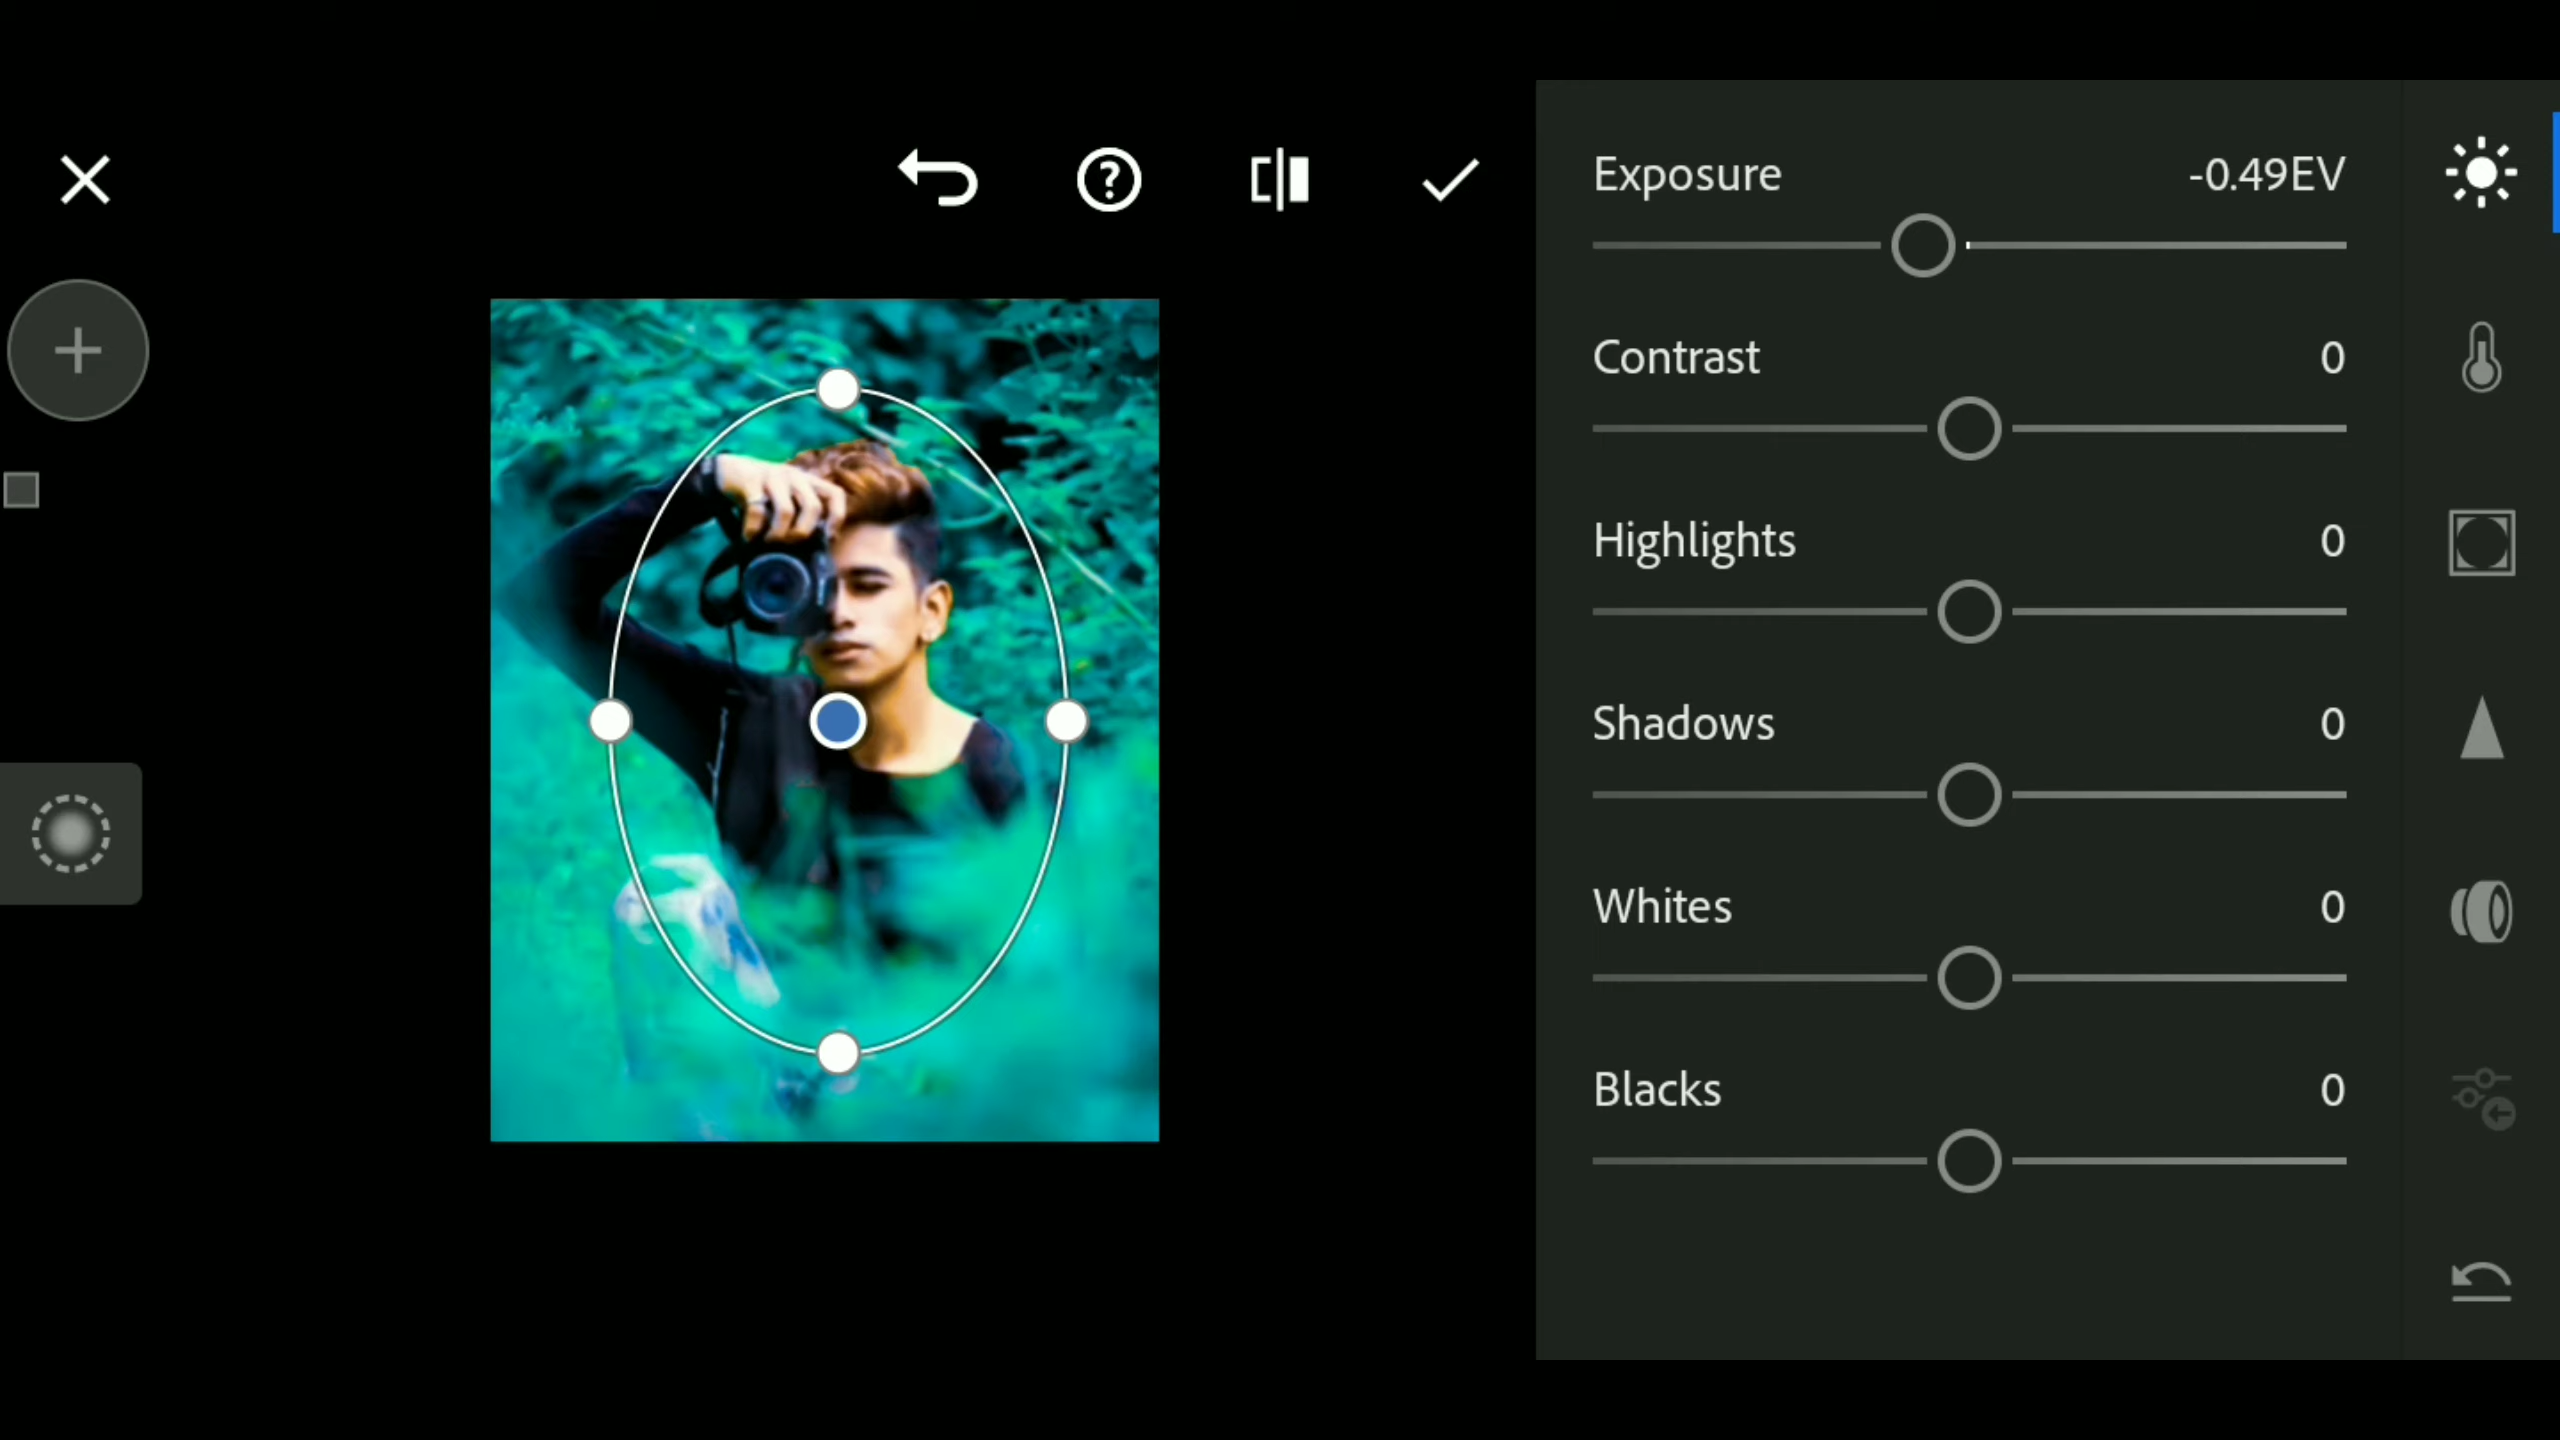 Exposure -0.49EV
Contrast 0
Highlights 0
Shadows 0
Whites 0
Blacks 0